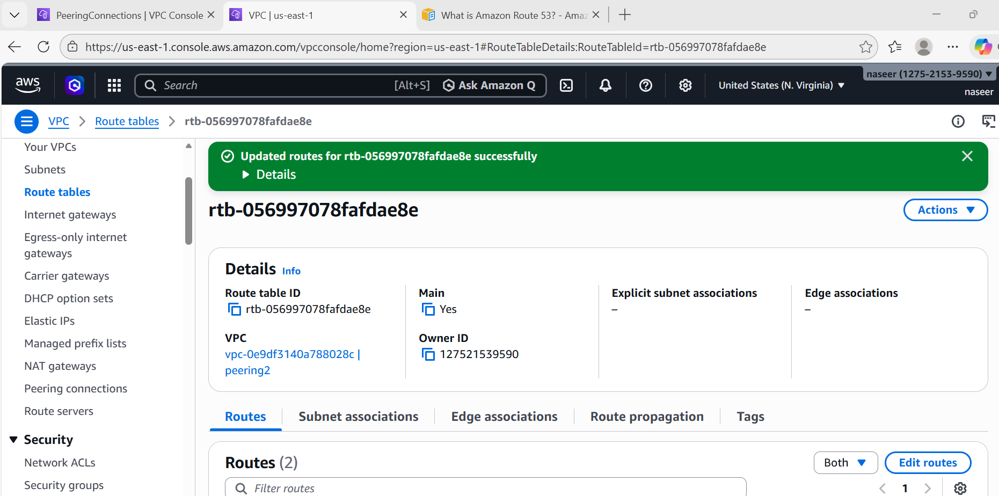 PeeringConnections | VPC Console
VPC | us-east-1
What is Amazon Route 53? - Amaz
https://us-east-1.console.aws.amazon.com/vpcconsole/home?region=us-east-1#RouteTableDetails:RouteTableId=rtb-056997078fafdae8e
aws
Search
[Alt+S]
Ask Amazon Q
United States (N. Virginia)
naseer (1275-2153-9590)
naseer
VPC
Route tables
rtb-056997078fafdae8e
Your VPCs
Subnets
Route tables
Internet gateways
Egress-only internet
gateways
Carrier gateways
DHCP option sets
Elastic IPs
Managed prefix lists
NAT gateways
Peering connections
Route servers
Security
Network ACLs
Security groups
Updated routes for rtb-056997078fafdae8e successfully
Details
rtb-056997078fafdae8e
Actions
Details Info
Route table ID
rtb-056997078fafdae8e
Main
Yes
Explicit subnet associations
–
Edge associations
–
VPC
vpc-0e9df3140a788028c |
peering2
Owner ID
127521539590
Routes
Subnet associations
Edge associations
Route propagation
Tags
Routes (2)
Both
Edit routes
Filter routes
1